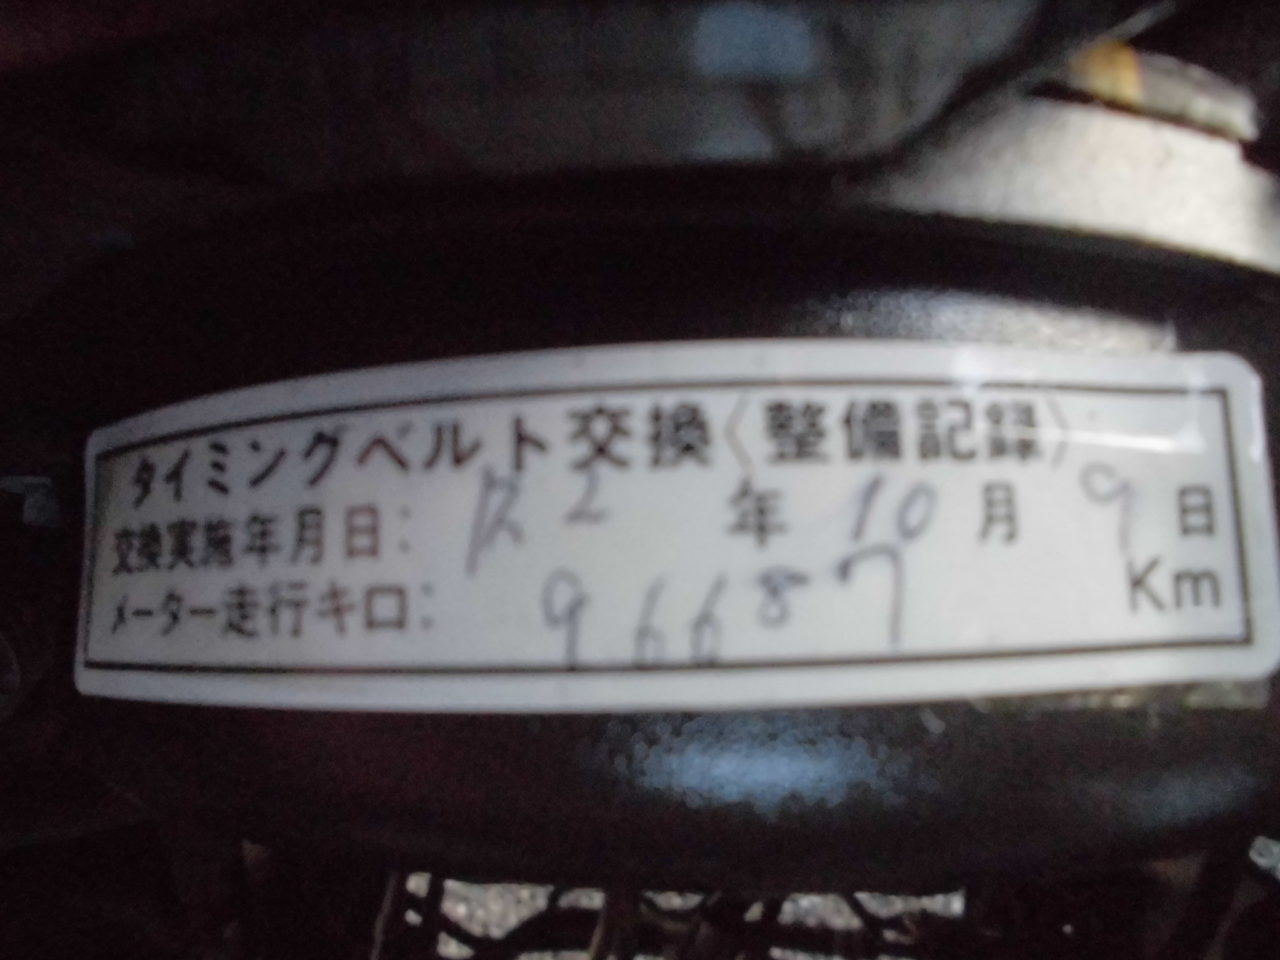 タイミングベルト交換〈整備記録〉
交換実施年月日: R2 年 10 月 9 日
メーター走行キロ: 96687 Km